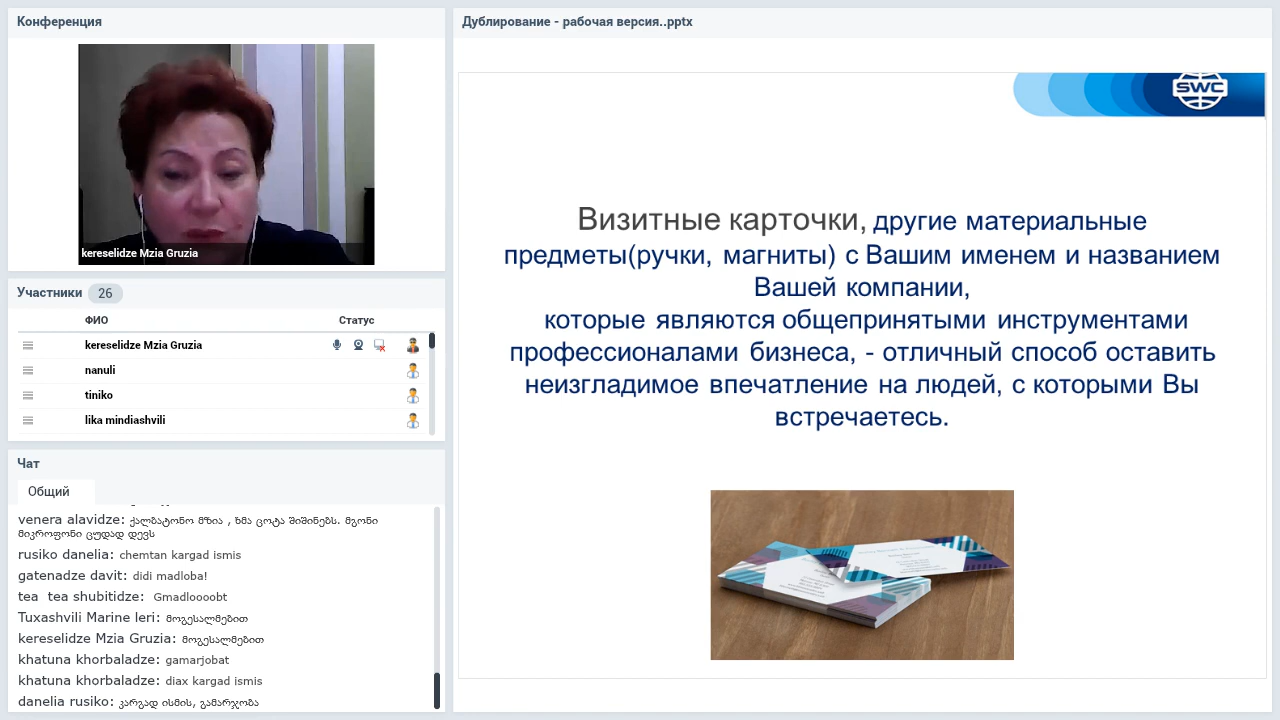 Конференция
kereselidze Mzia Gruzia
Участники 26
ФИО Статус
kereselidze Mzia Gruzia
nanuli
tiniko
lika mindiashvili
Чат
Общий
venera alavidze: ქალბატონო მზია , ხმა ცოტა შიშინებს. მგონი
მიკროფონი ცუდად დევს
rusiko danelia: chemtan kargad ismis
gatenadze davit: didi madloba!
tea tea shubitidze: Gmadloooobt
Tuxashvili Marine leri: მოგესალმებით
kereselidze Mzia Gruzia: მოგესალმებით
khatuna khorbaladze: gamarjobat
khatuna khorbaladze: diax kargad ismis
danelia rusiko: კარგად ისმის, გამარჯობა
Дублирование - рабочая версия..pptx
SWC
Визитные карточки, другие материальные
предметы(ручки, магниты) с Вашим именем и названием
Вашей компании,
которые являются общепринятыми инструментами
профессионалами бизнеса, - отличный способ оставить
неизгладимое впечатление на людей, с которыми Вы
встречаетесь.